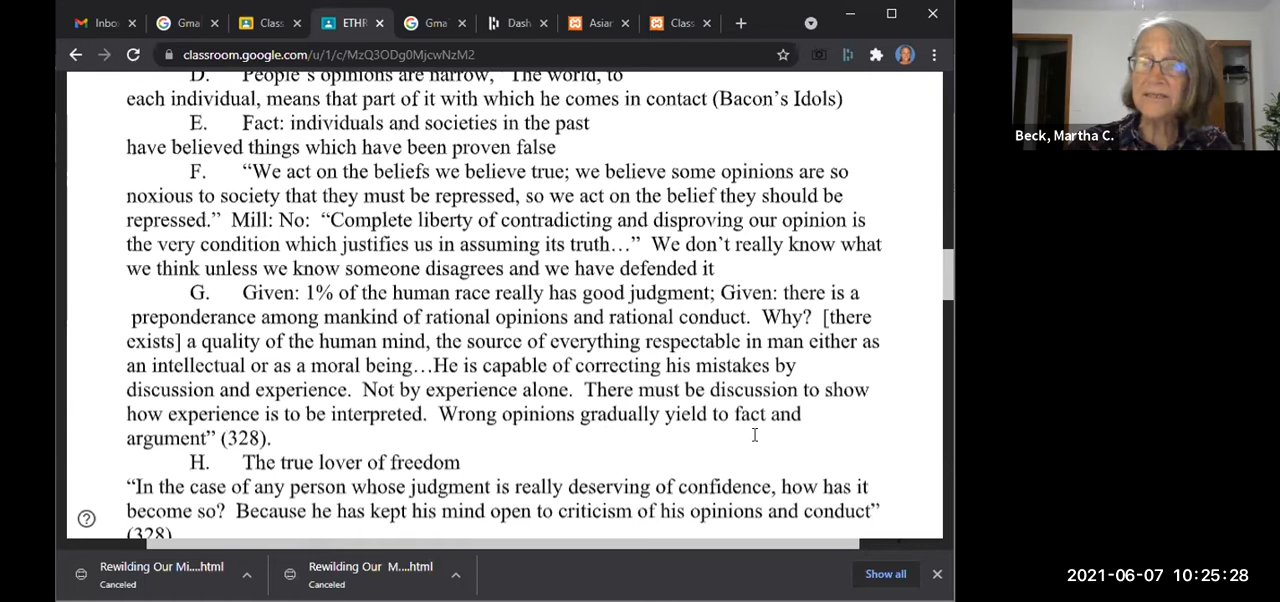 Inbo
Gma
Class
ETHR
Gma
Dash
Asiar
Class
classroom.google.com/u/1/c/MzQ3ODg0MjcwNzM2
D. People's opinions are narrow, "The world, to
each individual, means that part of it with which he comes in contact (Bacon's Idols)
E. Fact: individuals and societies in the past
have believed things which have been proven false
F. “We act on the beliefs we believe true; we believe some opinions are so
noxious to society that they must be repressed, so we act on the belief they should be
repressed.” Mill: No: “Complete liberty of contradicting and disproving our opinion is
the very condition which justifies us in assuming its truth…” We don’t really know what
we think unless we know someone disagrees and we have defended it
G. Given: 1% of the human race really has good judgment; Given: there is a
preponderance among mankind of rational opinions and rational conduct. Why? [there
exists] a quality of the human mind, the source of everything respectable in man either as
an intellectual or as a moral being…He is capable of correcting his mistakes by
discussion and experience. Not by experience alone. There must be discussion to show
how experience is to be interpreted. Wrong opinions gradually yield to fact and
argument” (328).
H. The true lover of freedom
“In the case of any person whose judgment is really deserving of confidence, how has it
become so? Because he has kept his mind open to criticism of his opinions and conduct”
(328)
Rewilding Our Mi....html
Canceled
Rewilding Our M....html
Canceled
Show all
Beck, Martha C.
2021-06-07 10:25:28